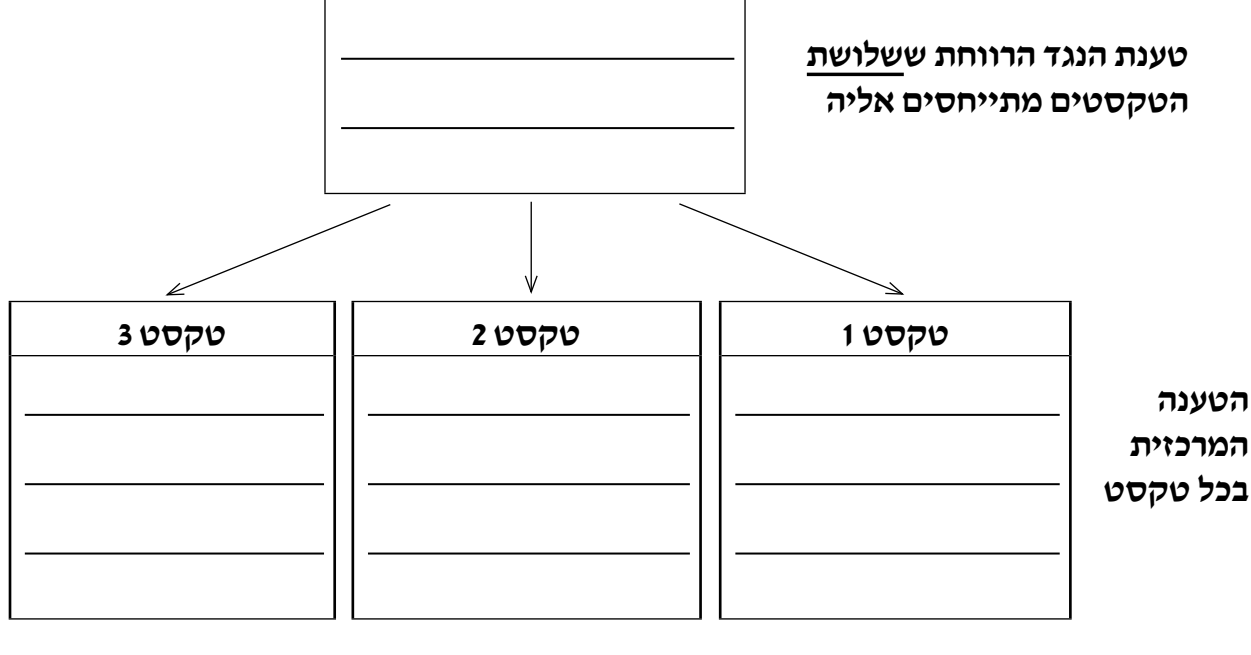 טענת הנגד הרווחת ששלושת
הטקסטים מתייחסים אליה
טקסט 1
טקסט 2
טקסט 3
הטענה
המרכזית
בכל טקסט